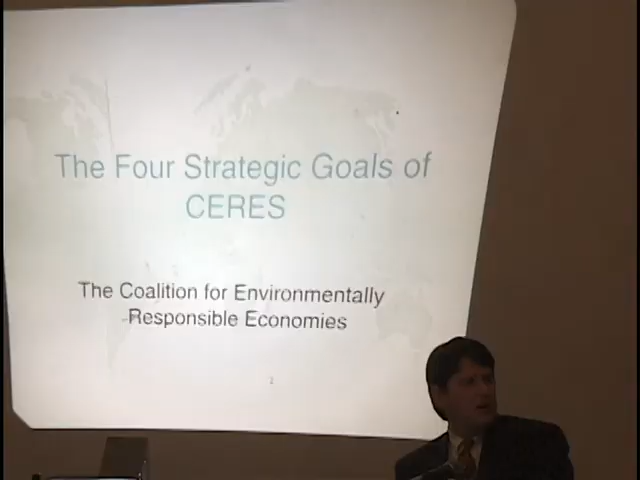 The Four Strategic Goals of
CERES
The Coalition for Environmentally
Responsible Economies